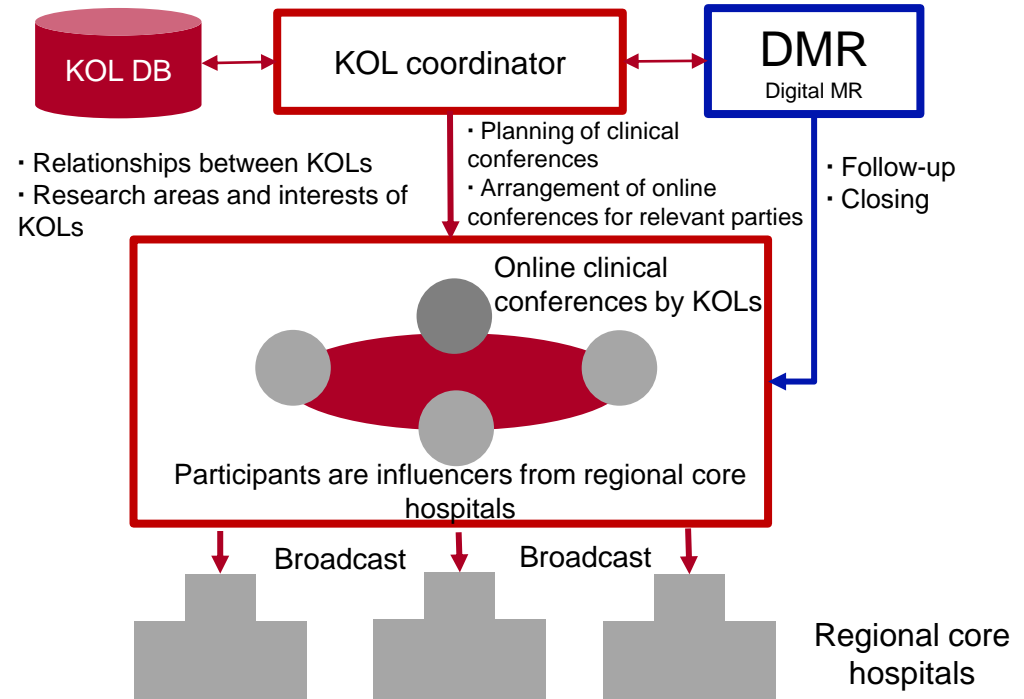 KOL DB
KOL coordinator
DMR
Digital MR
・Relationships between KOLs
・Research areas and interests of
KOLs
・Planning of clinical
conferences
・Arrangement of online
conferences for relevant parties
・Follow-up
・Closing
Online clinical
conferences by KOLs
Participants are influencers from regional core
hospitals
Broadcast
Broadcast
Regional core
hospitals